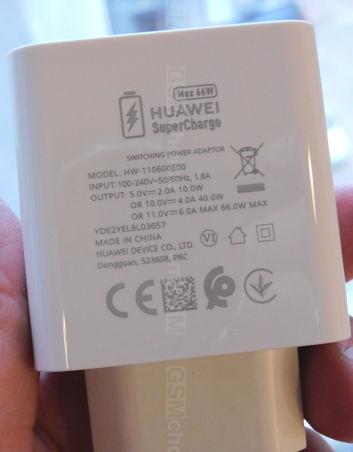 Max 66W
HUAWEI
SuperCharge
SWITCHING POWER ADAPTOR
MODEL: HW-110600E00
INPUT:100-240V~50/60Hz, 1.8A
OUTPUT: 5.0V⎓2.0A 10.0W
OR 10.0V⎓4.0A 40.0W
OR 11.0V⎓6.0A MAX 66.0W MAX
YD62YEL8L03657
MADE IN CHINA
VI
HUAWEI DEVICE CO., LTD.
Dongguan, 523808, PRC
CE